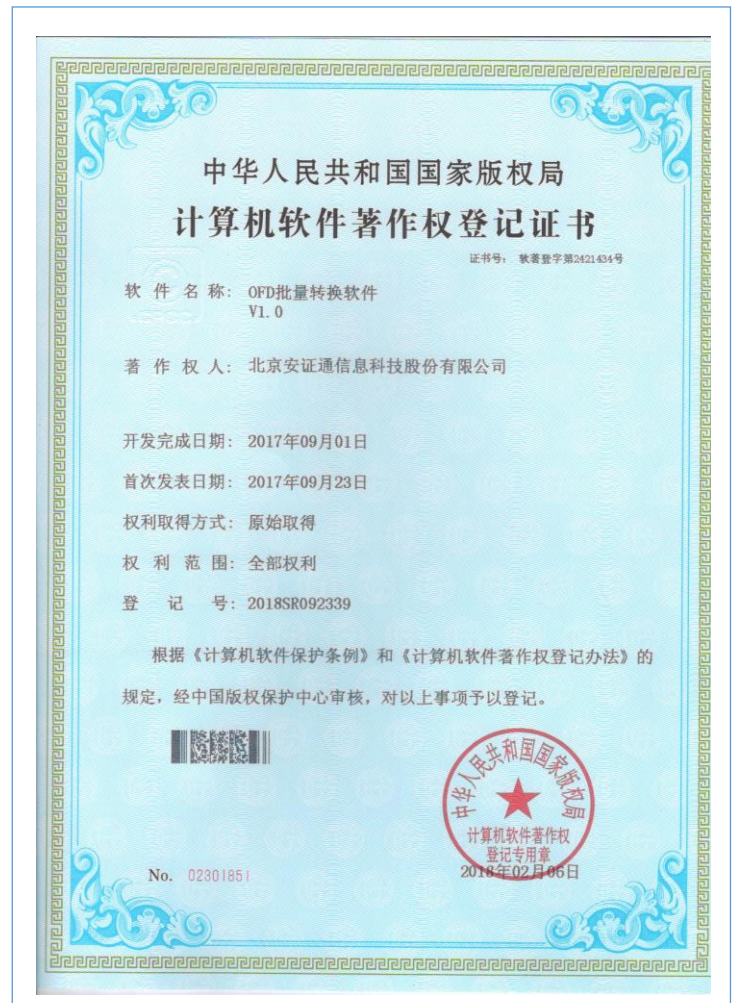 中华人民共和国国家版权局
计算机软件著作权登记证书
证书号： 软著登字第2421434号
软 件 名 称： OFD批量转换软件
V1.0
著 作 权 人： 北京安证通信息科技股份有限公司
开发完成日期： 2017年09月01日
首次发表日期： 2017年09月23日
权利取得方式： 原始取得
权 利 范 围： 全部权利
登 记 号： 2018SR092339
根据《计算机软件保护条例》和《计算机软件著作权登记办法》的
规定，经中国版权保护中心审核，对以上事项予以登记。
中华人民共和国国家版权局
计算机软件著作权
登记专用章
No. 02301851
2018年02月06日